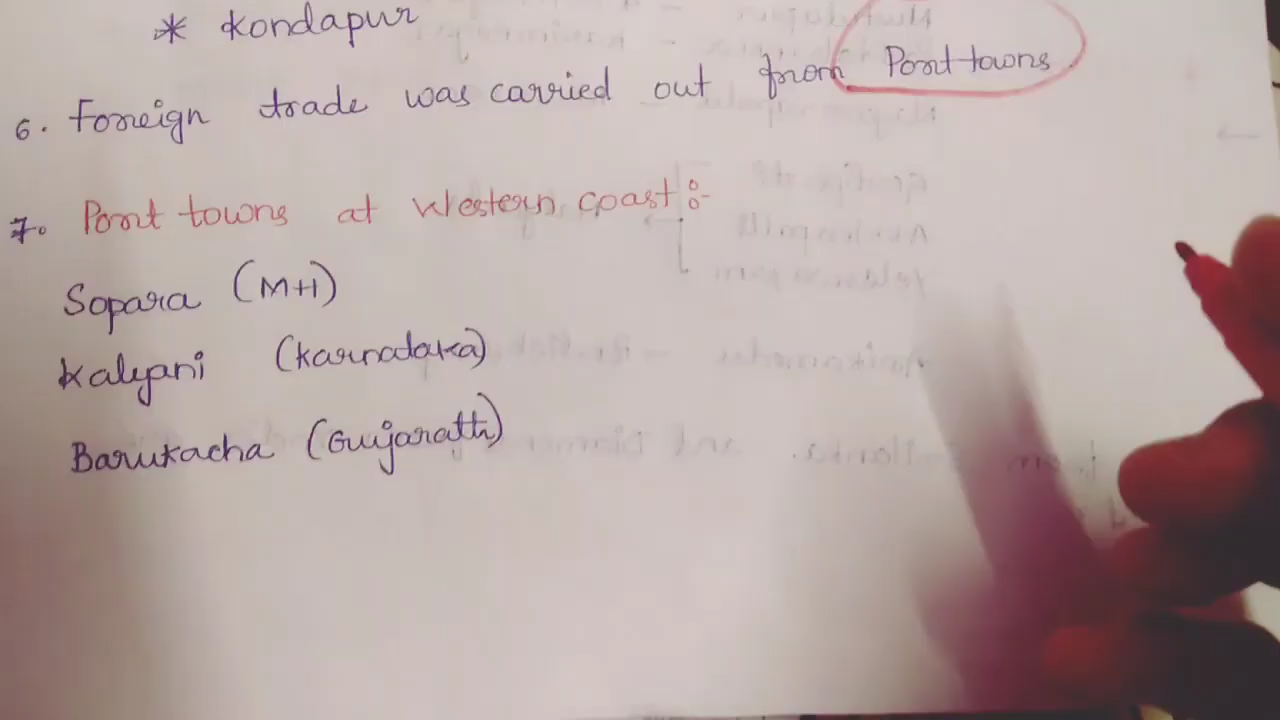 * Kondapur
6. Foreign trade was carried out from Port towns
7. Port towns at western coast :-
Sopara (MH)
Kalyani (Karnataka)
Barukacha (Gujarath)